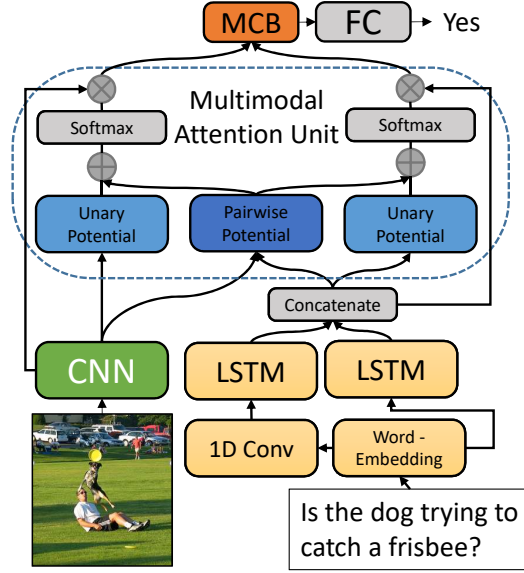 MCB
FC
Yes
Multimodal
Attention Unit
Softmax
Softmax
Unary
Potential
Pairwise
Potential
Unary
Potential
Concatenate
CNN
LSTM
LSTM
1D Conv
Word -
Embedding
Is the dog trying to
catch a frisbee?